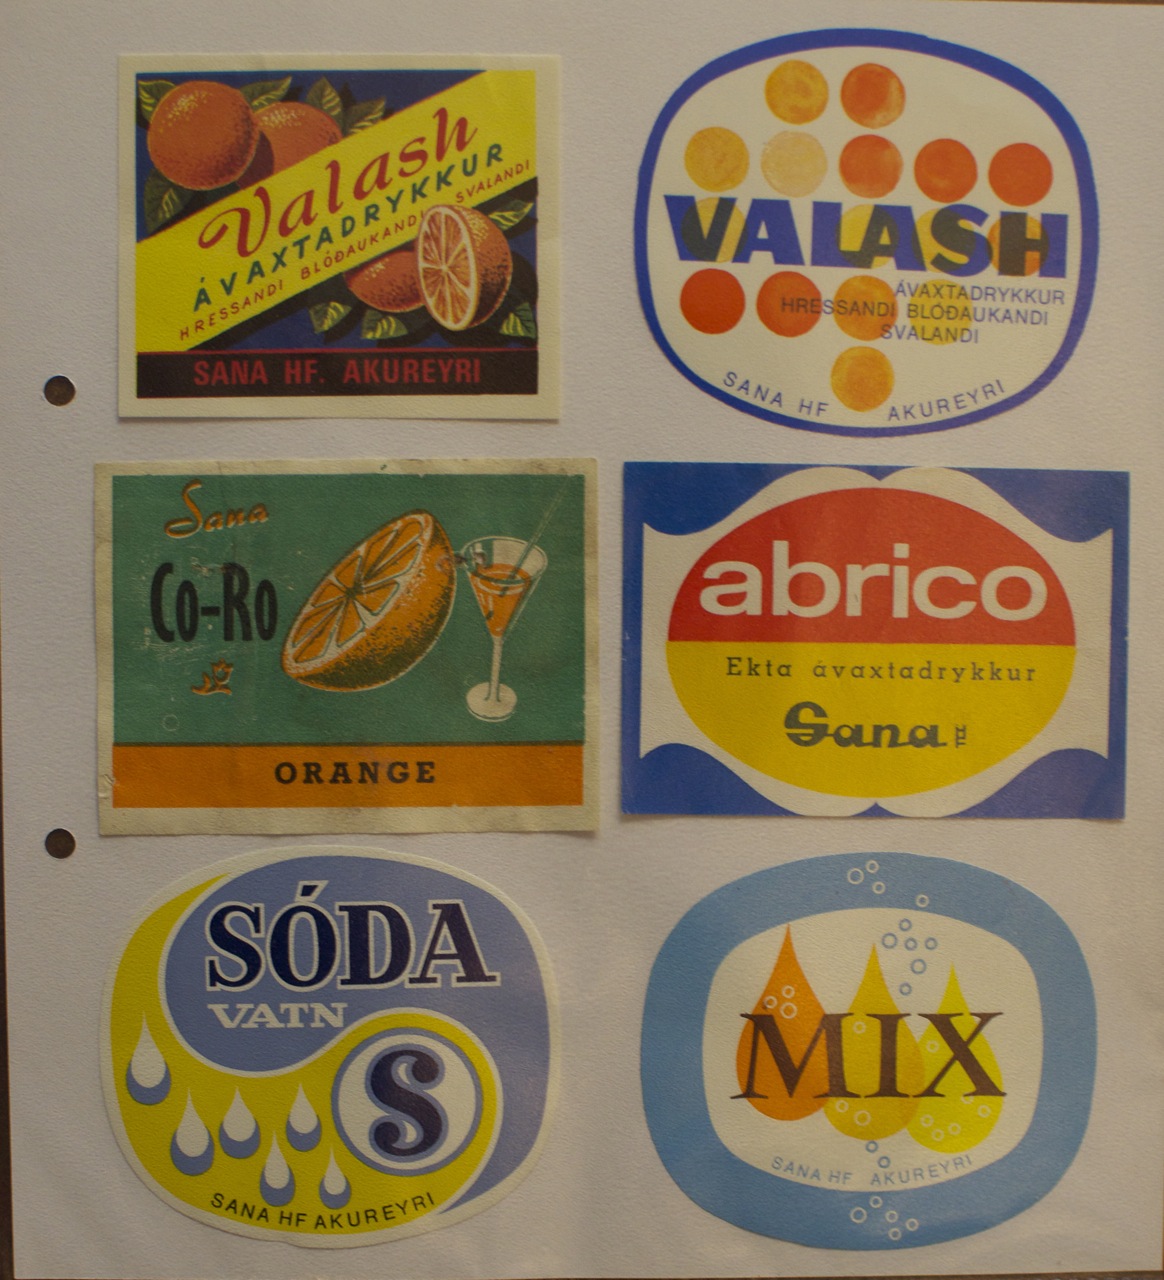 Valash
ÁVAXTADRYKKUR
HRESSANDI BLÓÐAUKANDI SVALANDI
SANA HF. AKUREYRI
VALASH
ÁVAXTADRYKKUR
HRESSANDI BLÓÐAUKANDI
SVALANDI
SANA HF AKUREYRI
Sana
Co-Ro
ORANGE
abrico
Ekta ávaxtadrykkur
Sana HF
SÓDA
VATN
S
SANA HF AKUREYRI
MIX
SANA HF AKUREYRI